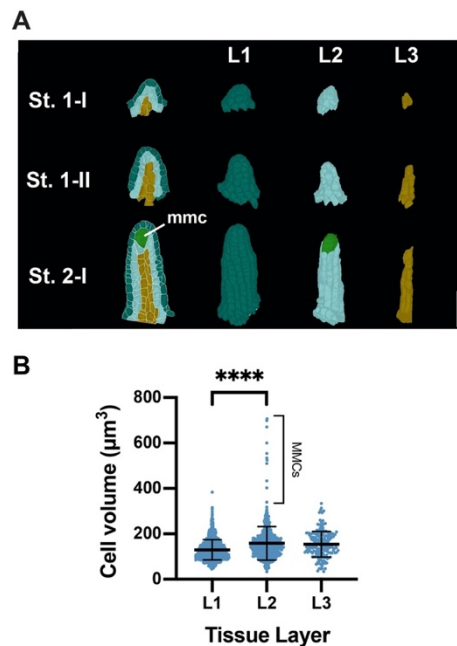 A
L1 L2 L3
St. 1-I
St. 1-II
mmc
St. 2-I
B
800
600
400
200
0
Cell volume (µm³)
****
MMCs
L1 L2 L3
Tissue Layer